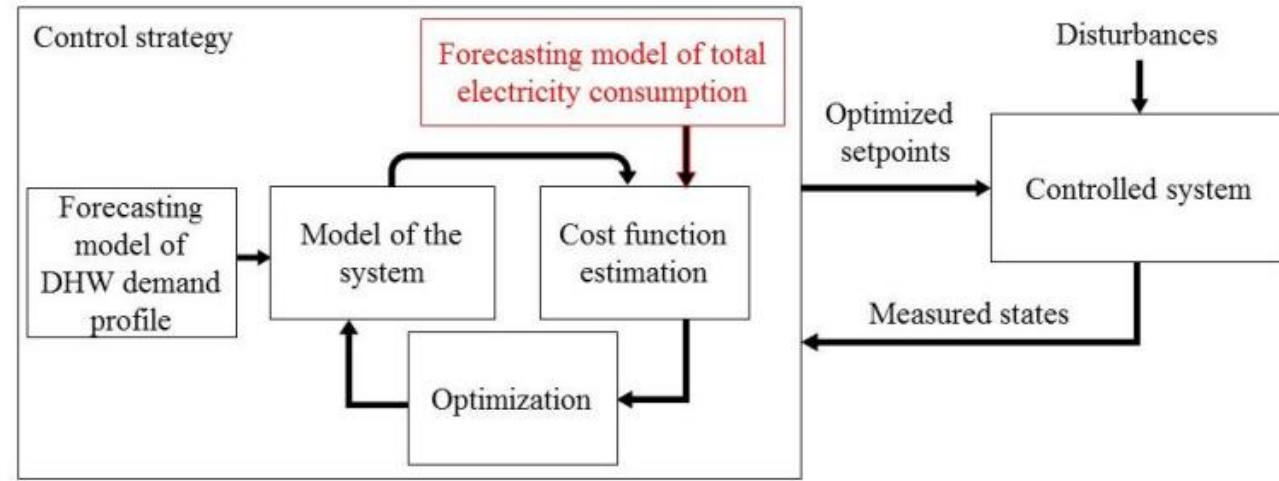 Control strategy
Forecasting model of total
electricity consumption
Disturbances
Optimized
setpoints
Controlled system
Forecasting
model of
DHW demand
profile
Model of the
system
Cost function
estimation
Measured states
Optimization